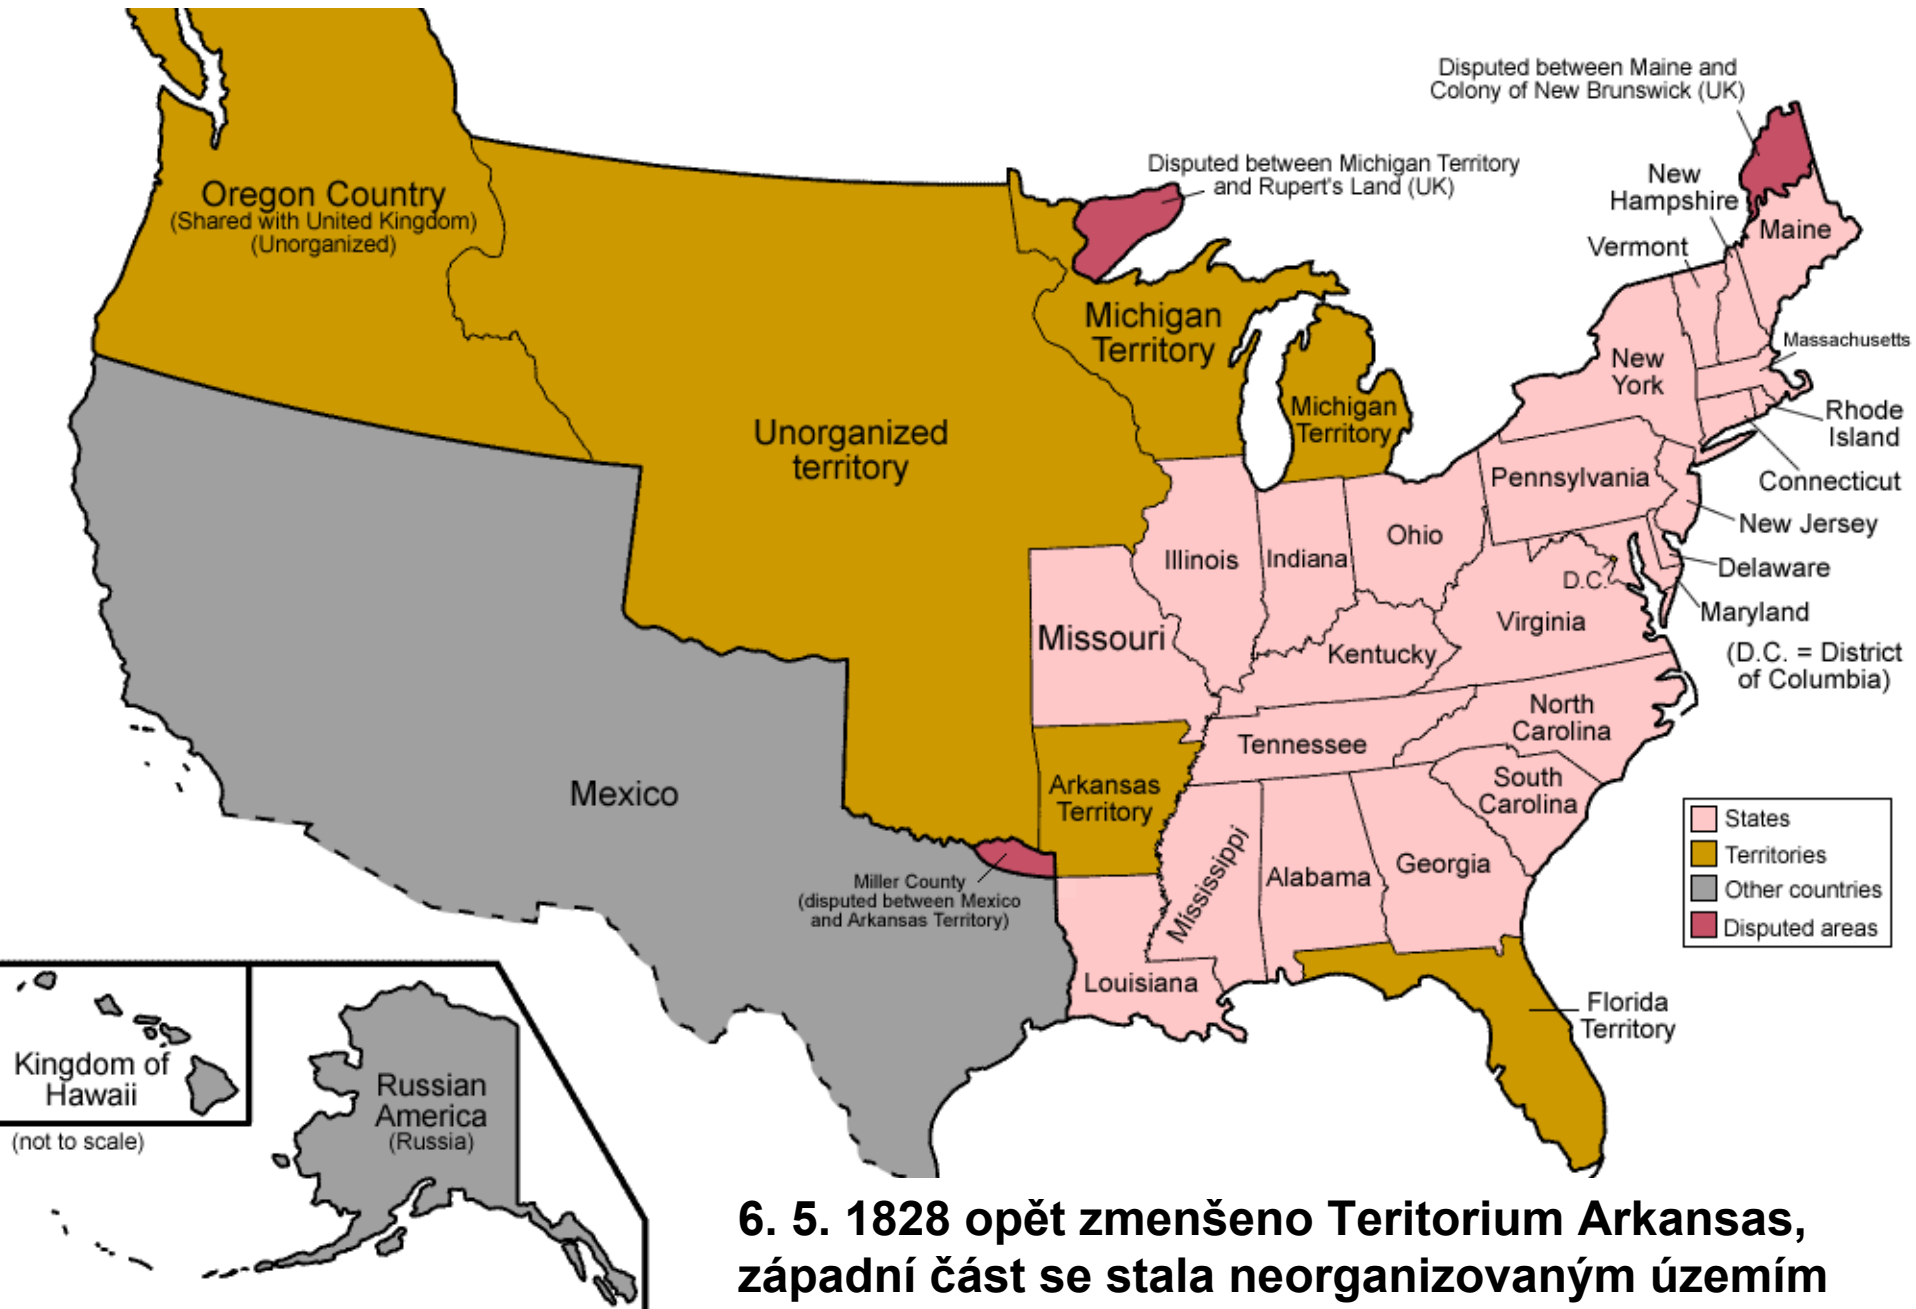 Disputed between Maine and
Colony of New Brunswick (UK)
Disputed between Michigan Territory
and Rupert's Land (UK)
New
Hampshire
Vermont
Maine
Oregon Country
(Shared with United Kingdom)
(Unorganized)
Michigan
Territory
Massachusetts
New
York
Michigan
Territory
Rhode
Island
Unorganized
territory
Pennsylvania
Connecticut
New Jersey
Ohio
Illinois
Indiana
D.C.
Delaware
Maryland
Virginia
Missouri
Kentucky
(D.C. = District
of Columbia)
North
Carolina
Tennessee
South
Carolina
Mexico
Arkansas
Territory
Mississippi
Alabama
Georgia
States
Territories
Other countries
Disputed areas
Miller County
(disputed between Mexico
and Arkansas Territory)
Louisiana
Florida
Territory
Kingdom of
Hawaii
(not to scale)
Russian
America
(Russia)
6. 5. 1828 opět zmenšeno Teritorium Arkansas,
západní část se stala neorganizovaným územím